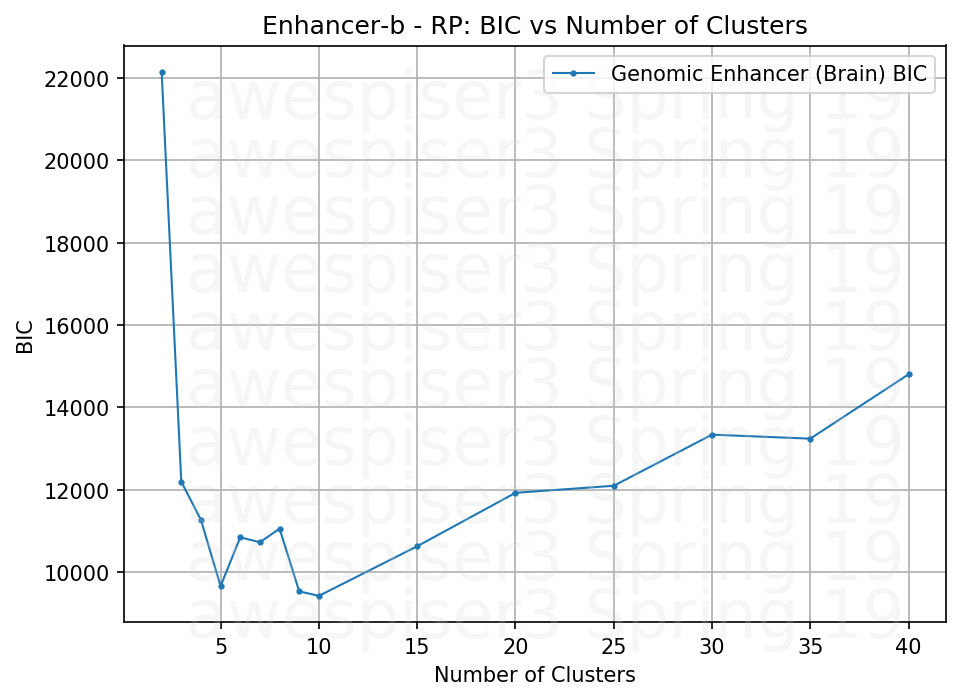 Enhancer-b - RP: BIC vs Number of Clusters
Genomic Enhancer (Brain) BIC
22000
20000
18000
16000
14000
12000
10000
BIC
5 10 15 20 25 30 35 40
Number of Clusters
awespiser3 Spring 19
awespiser3 Spring 19
awespiser3 Spring 19
awespiser3 Spring 19
awespiser3 Spring 19
awespiser3 Spring 19
awespiser3 Spring 19
awespiser3 Spring 19
awespiser3 Spring 19
awespiser3 Spring 19